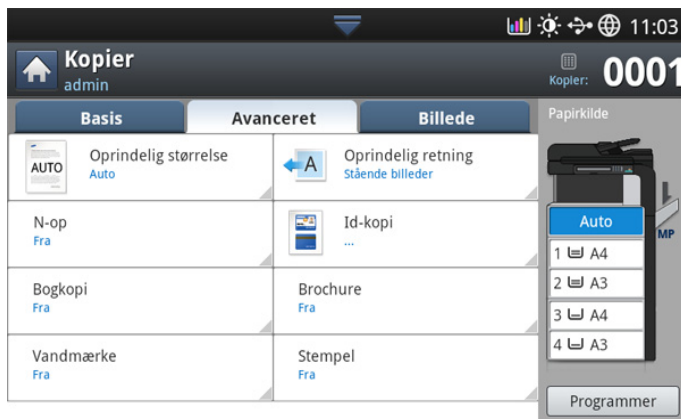 11:03
Kopier
admin
Kopier: 0001
Basis
Avanceret
Billede
Papirkilde
AUTO
Oprindelig størrelse
Auto
A
Oprindelig retning
Stående billeder
N-op
Fra
Id-kopi
...
Bogkopi
Fra
Brochure
Fra
Vandmærke
Fra
Stempel
Fra
Auto
MP
1 A4
2 A3
3 A4
4 A3
Programmer